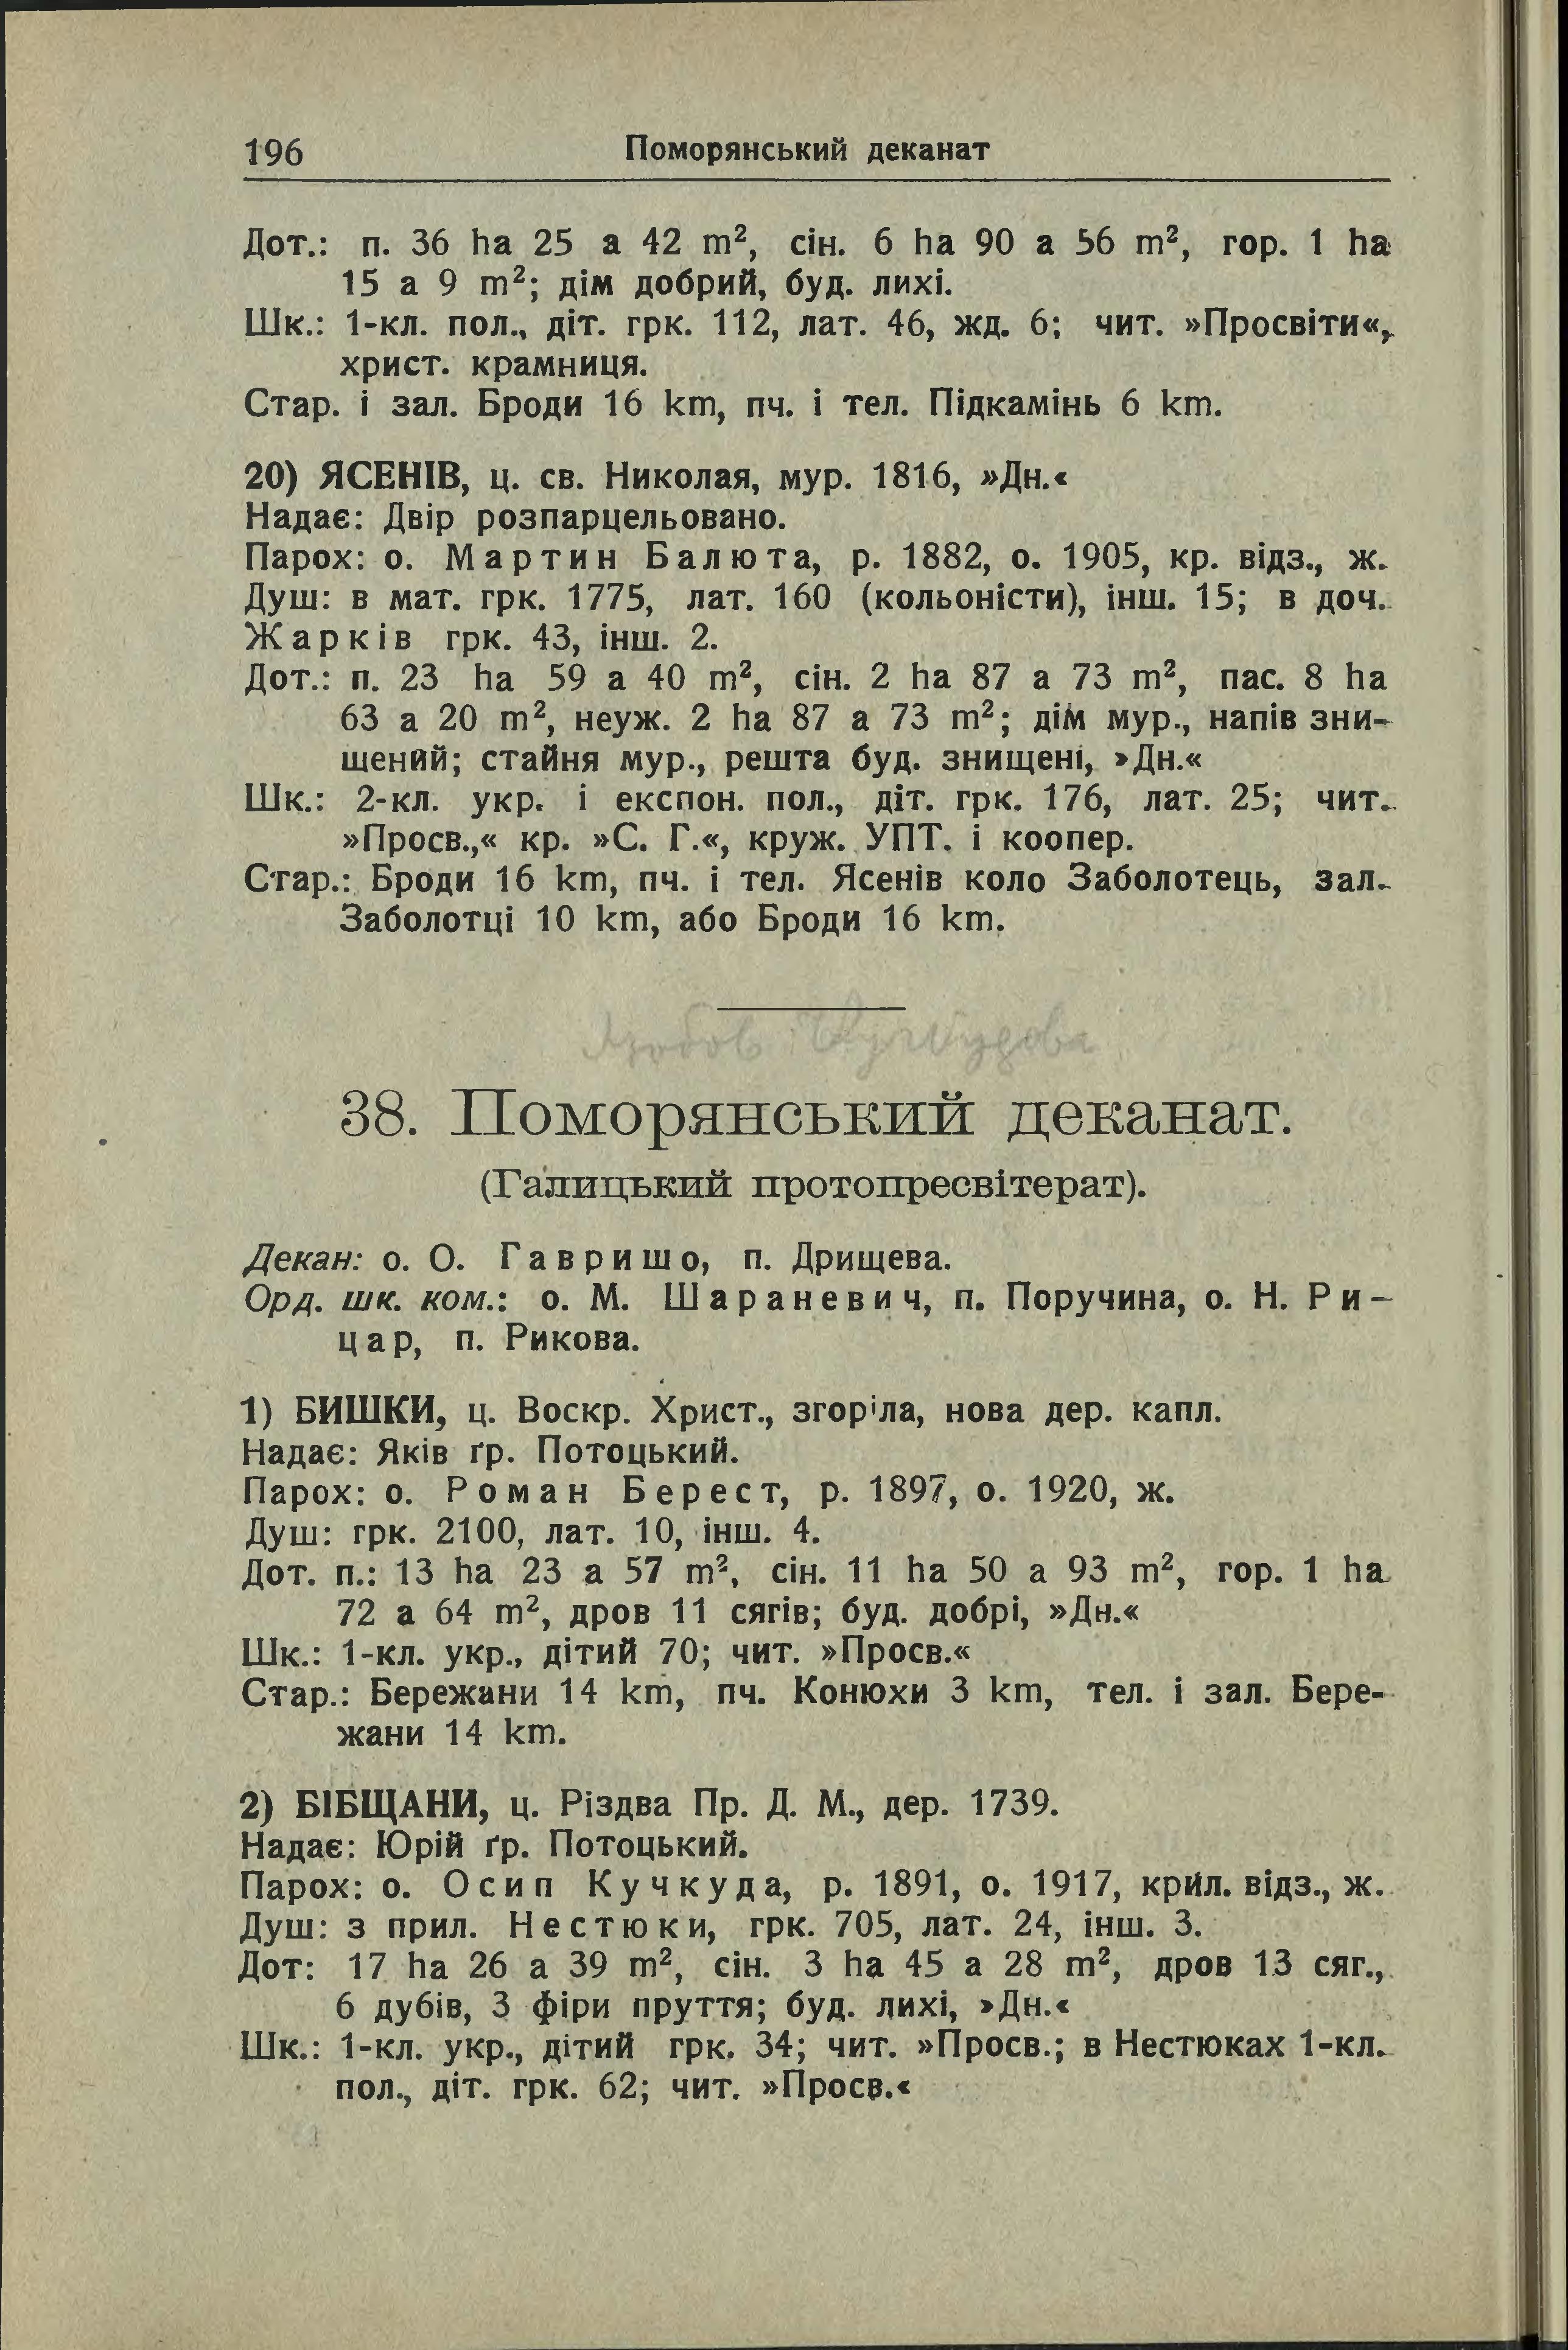 196 Поморянський деканат
Дот.: п. 36 ha 25 a 42 m², сін. 6 ha 90 a 56 m², гор. 1 ha
15 a 9 m²; дім добрий, буд. лихі.
Шк.: 1-кл. пол., діт. грк. 112, лат. 46, жд. 6; чит. »Просвіти«,
христ. крамниця.
Стар. і зал. Броди 16 km, пч. і тел. Підкамінь 6 km.
20) ЯСЕНІВ, ц. св. Николая, мур. 1816, »Дн.«
Надає: Двір розпарцельовано.
Парох: о. Мартин Балюта, р. 1882, о. 1905, кр. відз., ж.
Душ: в мат. грк. 1775, лат. 160 (кольоністи), інш. 15; в доч.
Жарків грк. 43, інш. 2.
Дот.: п. 23 ha 59 a 40 m², сін. 2 ha 87 a 73 m², пас. 8 ha
63 a 20 m², неуж. 2 ha 87 a 73 m²; дім мур., напів зни-
щений; стайня мур., решта буд. знищені, »Дн.«
Шк.: 2-кл. укр. і експон. пол., діт. грк. 176, лат. 25; чит.
»Просв.,« кр. »С. Г.«, круж. УПТ. і коопер.
Стар.: Броди 16 km, пч. і тел. Ясенів коло Заболотець, зал.
Заболотці 10 km, або Броди 16 km.
38. Поморянський деканат.
(Галицький протопресвітерат).
Декан: о. О. Гавришо, п. Дрищева.
Орд. шк. ком.: о. М. Шараневич, п. Поручина, о. Н. Ри-
цар, п. Рикова.
1) БИШКИ, ц. Воскр. Христ., згоріла, нова дер. капл.
Надає: Яків ґр. Потоцький.
Парох: о. Роман Берест, р. 1897, о. 1920, ж.
Душ: грк. 2100, лат. 10, інш. 4.
Дот. п.: 13 ha 23 a 57 m², сін. 11 ha 50 a 93 m², гор. 1 ha
72 a 64 m², дров 11 сягів; буд. добрі, »Дн.«
Шк.: 1-кл. укр., дітий 70; чит. »Просв.«
Стар.: Бережани 14 km, пч. Конюхи 3 km, тел. і зал. Бере-
жани 14 km.
2) БІБЩАНИ, ц. Різдва Пр. Д. М., дер. 1739.
Надає: Юрій ґр. Потоцький.
Парох: о. Осип Кучкуда, р. 1891, о. 1917, крил. відз., ж.
Душ: з прил. Нестюки, грк. 705, лат. 24, інш. 3.
Дот: 17 ha 26 a 39 m², сін. 3 ha 45 a 28 m², дров 13 сяг.,
6 дубів, 3 фіри пруття; буд. лихі, »Дн.«
Шк.: 1-кл. укр., дітий грк. 34; чит. »Просв.; в Нестюках 1-кл.
пол., діт. грк. 62; чит. »Просв.«